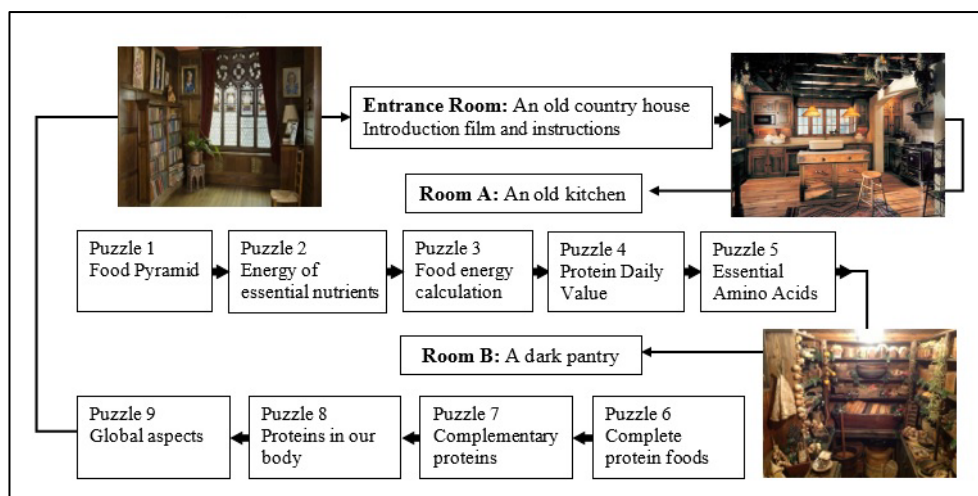 Entrance Room: An old country house
Introduction film and instructions
Room A: An old kitchen
Puzzle 1
Food Pyramid
Puzzle 2
Energy of
essential nutrients
Puzzle 3
Food energy
calculation
Puzzle 4
Protein Daily
Value
Puzzle 5
Essential
Amino Acids
Room B: A dark pantry
Puzzle 9
Global aspects
Puzzle 8
Proteins in our
body
Puzzle 7
Complementary
proteins
Puzzle 6
Complete
protein foods